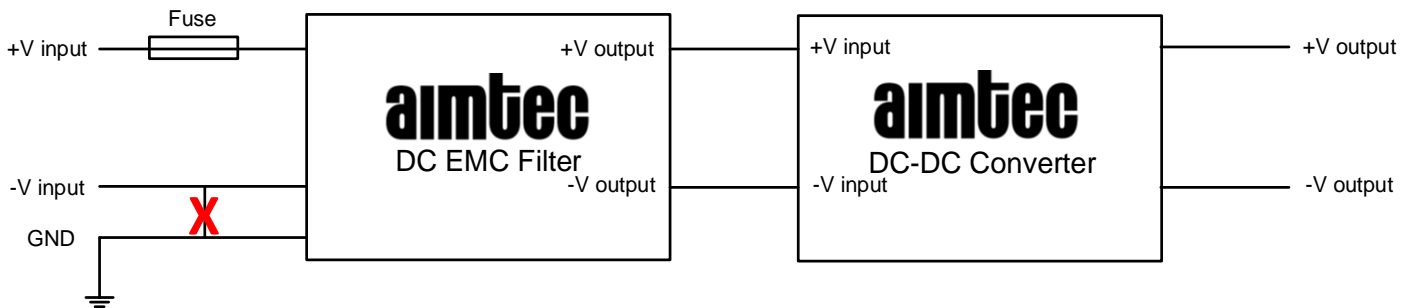 Fuse
+V input
+V output
+V input
+V output
aimtec
aimtec
DC EMC Filter
DC-DC Converter
-V input
-V output
-V input
-V output
X
GND